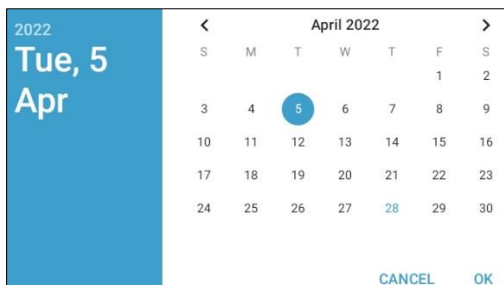 2022
Tue, 5
Apr
April 2022
S M T W T F S
1 2
3 4 5 6 7 8 9
10 11 12 13 14 15 16
17 18 19 20 21 22 23
24 25 26 27 28 29 30
CANCEL OK